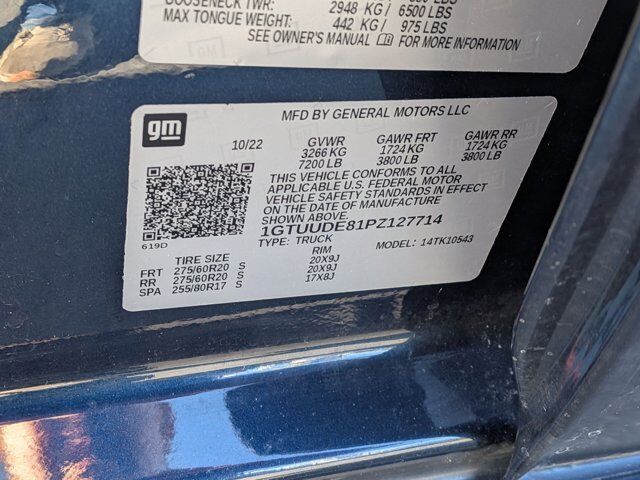 GOOSENECK TWR: 2948 KG/ 6500 LBS
MAX TONGUE WEIGHT: 442 KG/ 975 LBS
SEE OWNER'S MANUAL FOR MORE INFORMATION
gm
MFD BY GENERAL MOTORS LLC
10/22 GVWR GAWR FRT GAWR RR
3266 KG 1724 KG 1724 KG
7200 LB 3800 LB 3800 LB
THIS VEHICLE CONFORMS TO ALL
APPLICABLE U.S. FEDERAL MOTOR
VEHICLE SAFETY STANDARDS IN EFFECT
ON THE DATE OF MANUFACTURE
SHOWN ABOVE.
1GTUUDE81PZ127714
619D
TYPE: TRUCK MODEL: 14TK10543
TIRE SIZE RIM
FRT 275/60R20 S 20X9J
RR 275/60R20 S 20X9J
SPA 255/80R17 S 17X8J